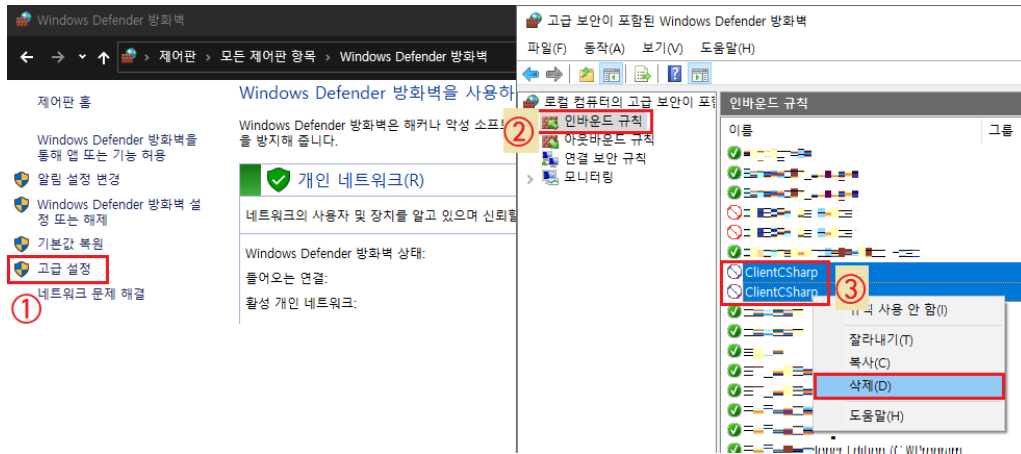 Windows Defender 방화벽
제어판 > 모든 제어판 항목 > Windows Defender 방화벽
제어판 홈
Windows Defender 방화벽을
통해 앱 또는 기능 허용
알림 설정 변경
Windows Defender 방화벽 설
정 또는 해제
기본값 복원
고급 설정
①
네트워크 문제 해결
Windows Defender 방화벽을 사용하
Windows Defender 방화벽은 해커나 악성 소프
을 방지해 줍니다.
개인 네트워크(R)
네트워크의 사용자 및 장치를 알고 있으며 신뢰할
Windows Defender 방화벽 상태:
들어오는 연결:
활성 개인 네트워크:
고급 보안이 포함된 Windows Defender 방화벽
파일(F) 동작(A) 보기(V) 도움말(H)
로컬 컴퓨터의 고급 보안이 포
② 인바운드 규칙
아웃바운드 규칙
연결 보안 규칙
모니터링
인바운드 규칙
이름 그룹
ClientCSharp
ClientCSharp
③
규칙 사용 안 함(I)
잘라내기(T)
복사(C)
삭제(D)
도움말(H)